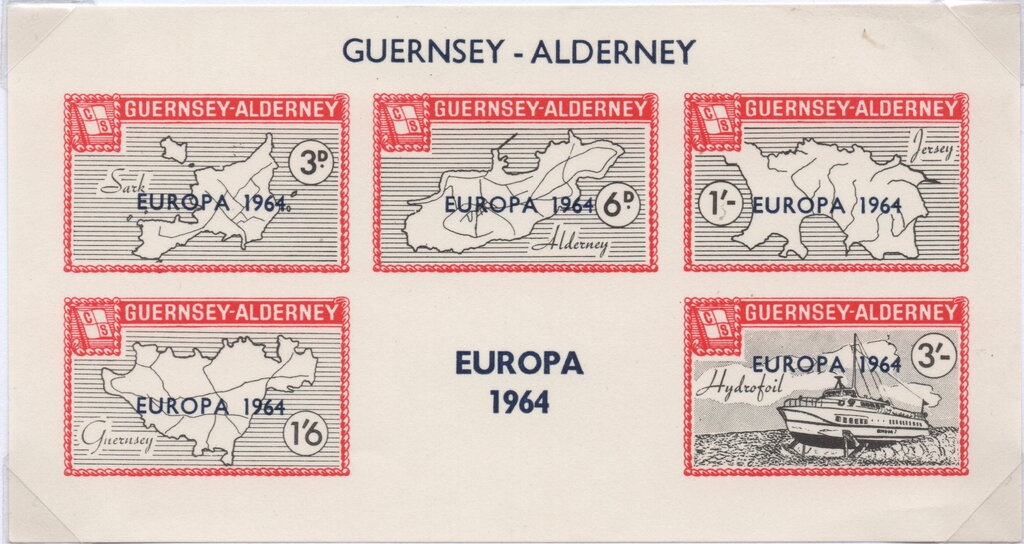 GUERNSEY - ALDERNEY
C S GUERNSEY-ALDERNEY
3D
Sark
EUROPA 1964
C S GUERNSEY-ALDERNEY
EUROPA 1964 6D
Alderney
C S GUERNSEY-ALDERNEY
Jersey
1'- EUROPA 1964
C S GUERNSEY-ALDERNEY
EUROPA 1964
Guernsey 1'6
EUROPA
1964
C S GUERNSEY-ALDERNEY
EUROPA 1964 3'-
Hydrofoil